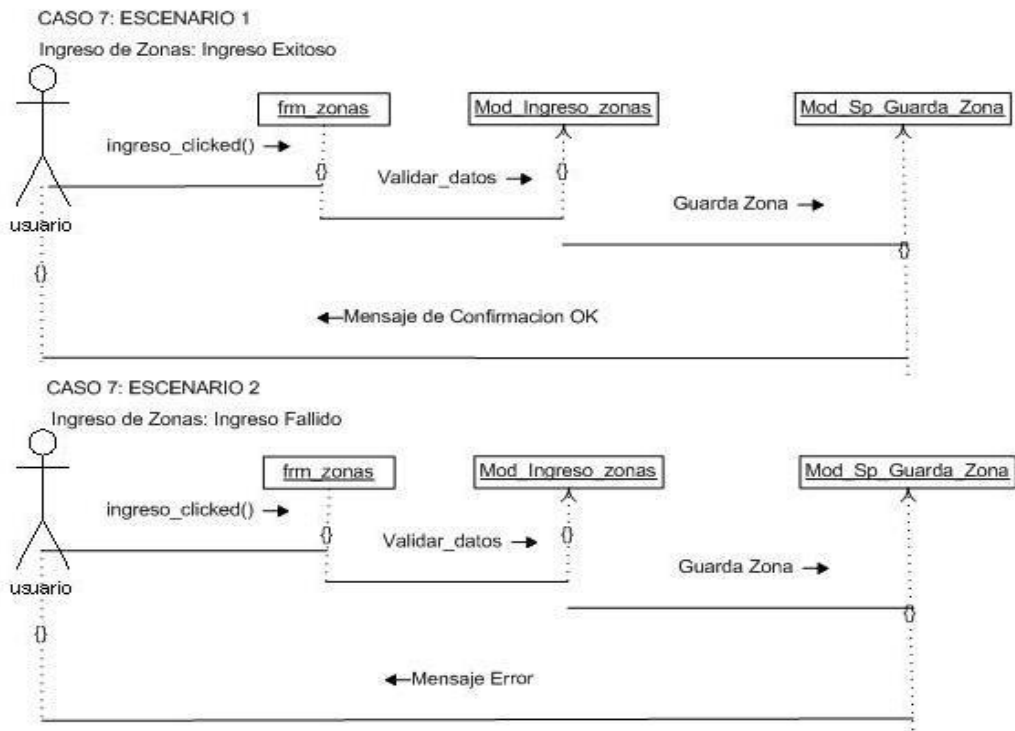 CASO 7: ESCENARIO 1
Ingreso de Zonas: Ingreso Exitoso
frm_zonas
Mod_Ingreso_zonas
Mod_Sp_Guarda_Zona
ingreso_clicked()
{}
Validar_datos
{}
Guarda Zona
usuario
{}
{}
Mensaje de Confirmacion OK
CASO 7: ESCENARIO 2
Ingreso de Zonas: Ingreso Fallido
frm_zonas
Mod_Ingreso_zonas
Mod_Sp_Guarda_Zona
ingreso_clicked()
{}
Validar_datos
{}
Guarda Zona
usuario
{}
{}
Mensaje Error